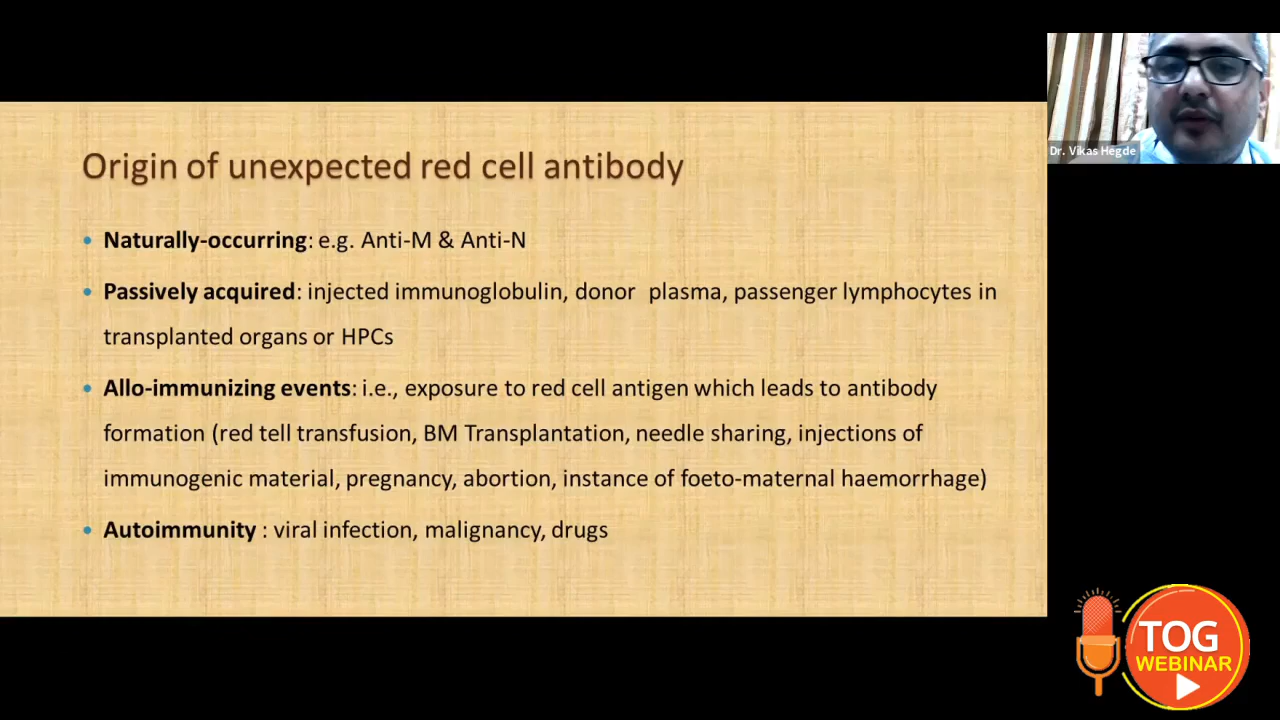 Origin of unexpected red cell antibody
• Naturally-occurring: e.g. Anti-M & Anti-N
• Passively acquired: injected immunoglobulin, donor plasma, passenger lymphocytes in
transplanted organs or HPCs
• Allo-immunizing events: i.e., exposure to red cell antigen which leads to antibody
formation (red tell transfusion, BM Transplantation, needle sharing, injections of
immunogenic material, pregnancy, abortion, instance of foeto-maternal haemorrhage)
• Autoimmunity : viral infection, malignancy, drugs
Dr. Vikas Hegde
TOG
WEBINAR